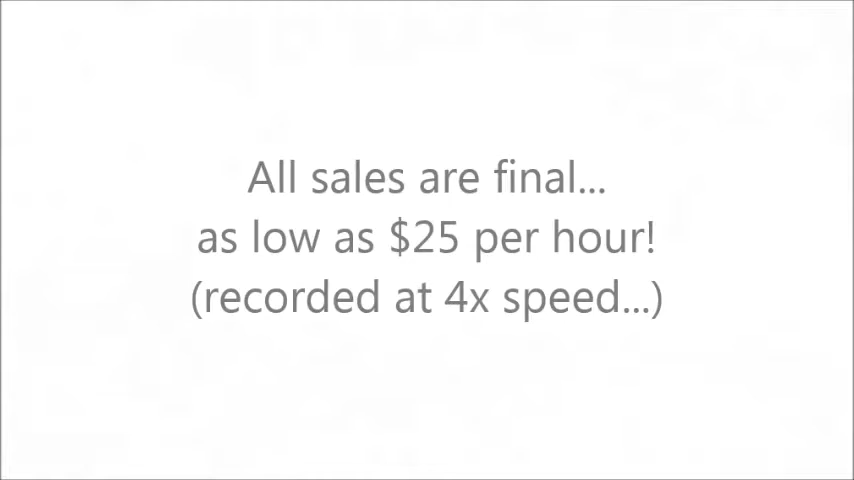 All sales are final...
as low as $25 per hour!
(recorded at 4x speed...)